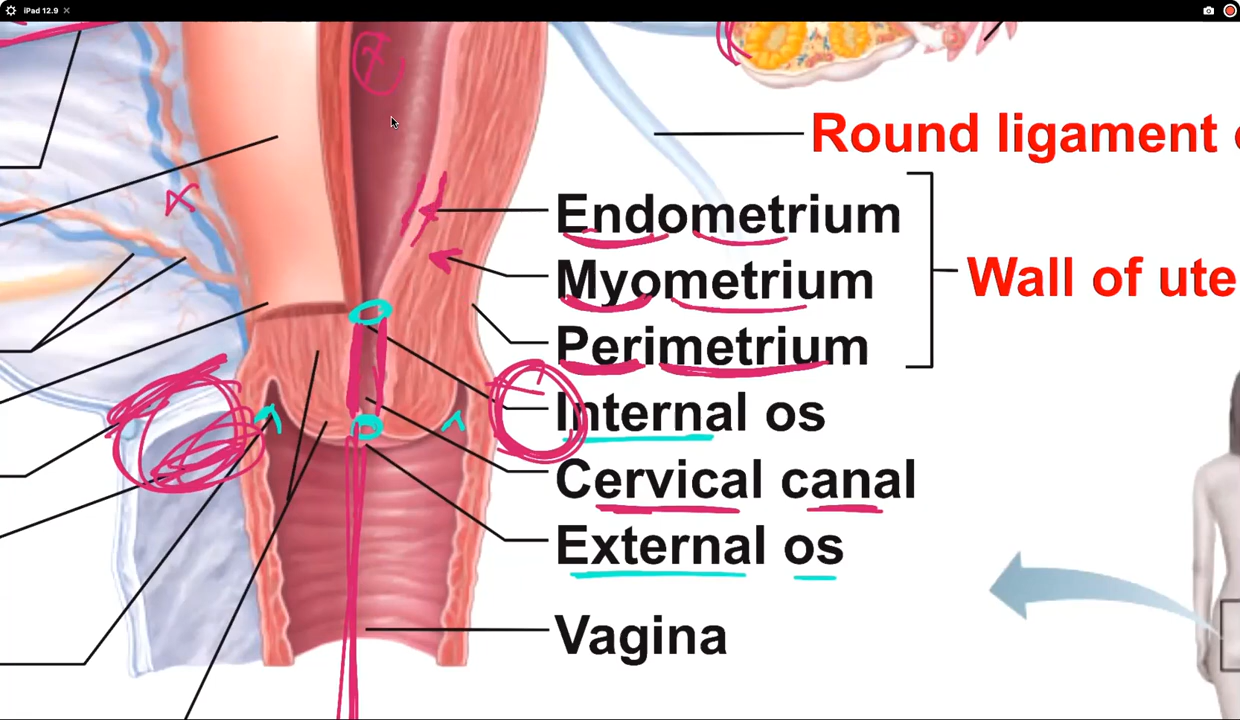 iPad 12.9
Round ligament
Endometrium
Myometrium
Wall of ute
Perimetrium
Internal os
Cervical canal
External os
Vagina